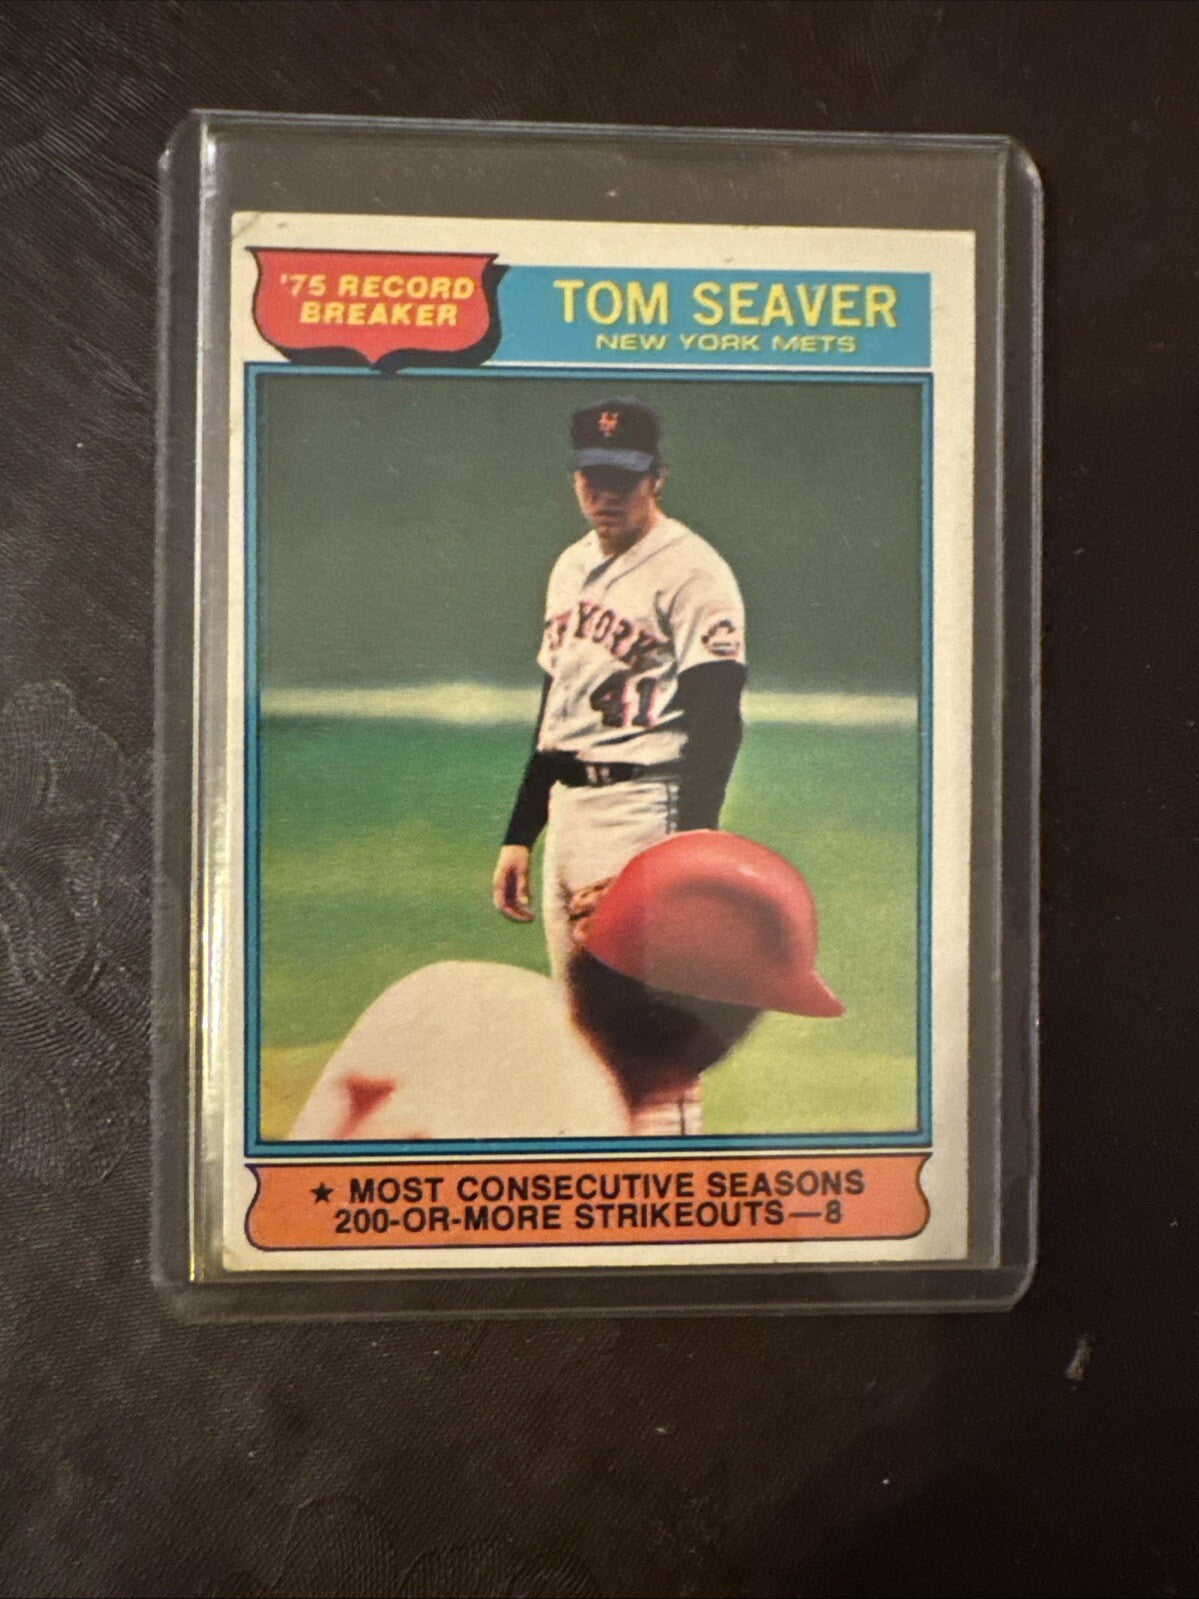 '75 RECORD
BREAKER
TOM SEAVER
NEW YORK METS
NY
NEW YORK
41
★ MOST CONSECUTIVE SEASONS
200-OR-MORE STRIKEOUTS—8